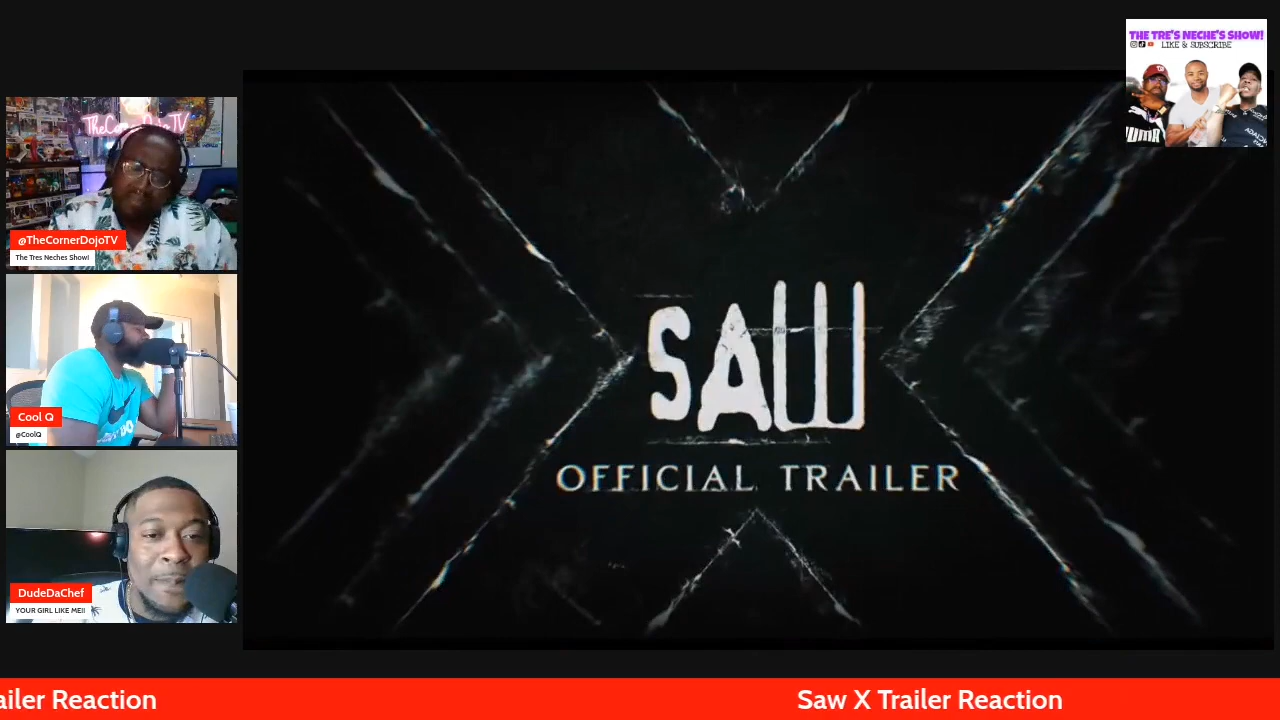 THE TRE'S NECHE'S SHOW!
LIKE & SUBSCRIBE
TheCornerDojoTV
@TheCornerDojoTV
The Tres Neches Show!
Cool Q
@CoolQ
DudeDaChef
YOUR GIRL LIKE ME!!
SAW
OFFICIAL TRAILER
ailer Reaction
Saw X Trailer Reaction